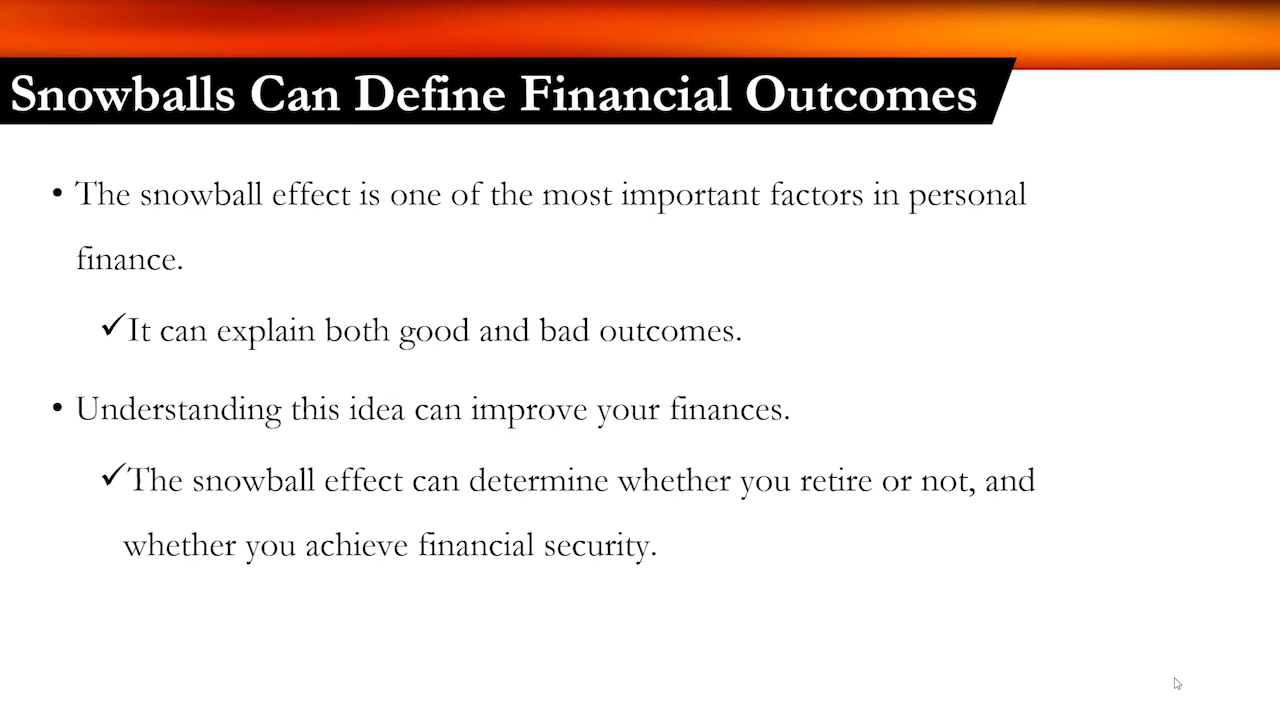 Snowballs Can Define Financial Outcomes
• The snowball effect is one of the most important factors in personal
finance.
✓It can explain both good and bad outcomes.
• Understanding this idea can improve your finances.
✓The snowball effect can determine whether you retire or not, and
whether you achieve financial security.